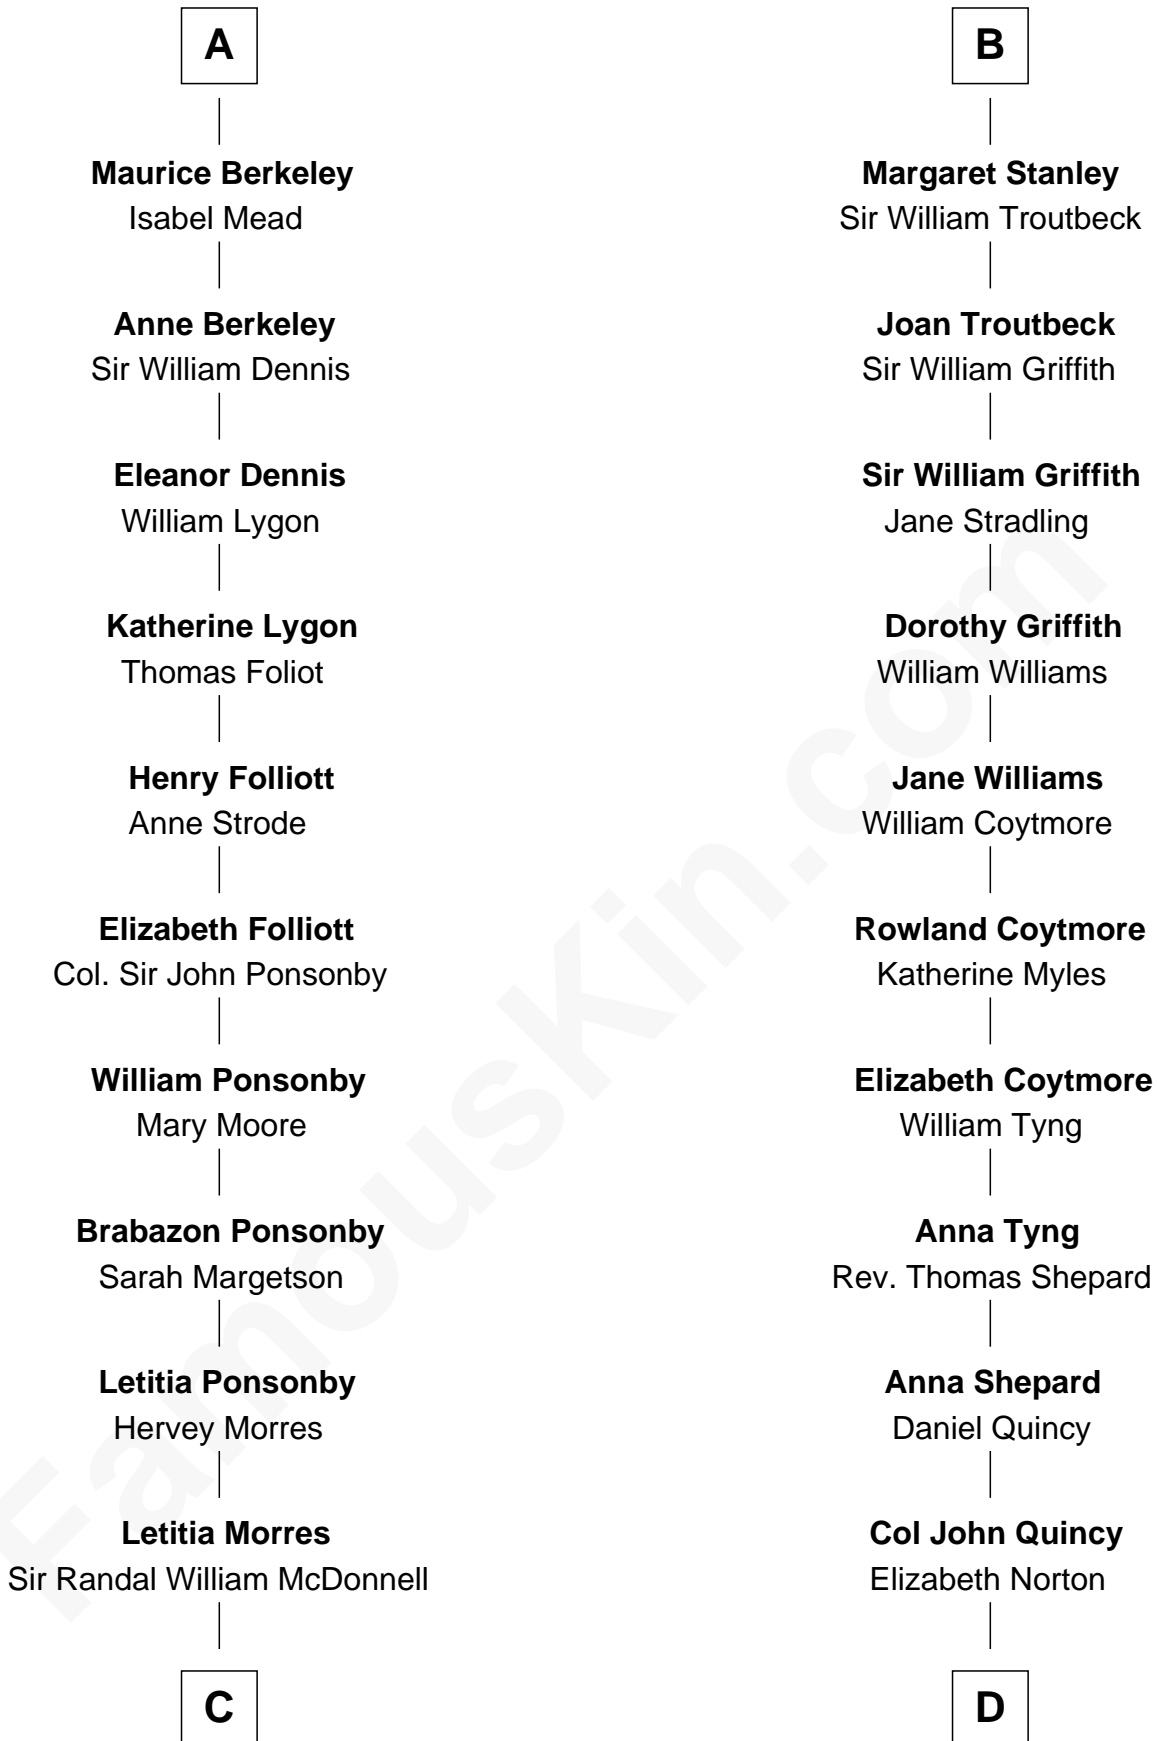 A
Maurice Berkeley
Isabel Mead
Anne Berkeley
Sir William Dennis
Eleanor Dennis
William Lygon
Katherine Lygon
Thomas Foliot
Henry Folliott
Anne Strode
Elizabeth Folliott
Col. Sir John Ponsonby
William Ponsonby
Mary Moore
Brabazon Ponsonby
Sarah Margetson
Letitia Ponsonby
Hervey Morres
Letitia Morres
Sir Randal William McDonnell
C
B
Margaret Stanley
Sir William Troutbeck
Joan Troutbeck
Sir William Griffith
Sir William Griffith
Jane Stradling
Dorothy Griffith
William Williams
Jane Williams
William Coytmore
Rowland Coytmore
Katherine Myles
Elizabeth Coytmore
William Tyng
Anna Tyng
Rev. Thomas Shepard
Anna Shepard
Daniel Quincy
Col John Quincy
Elizabeth Norton
D
FamousKin.com